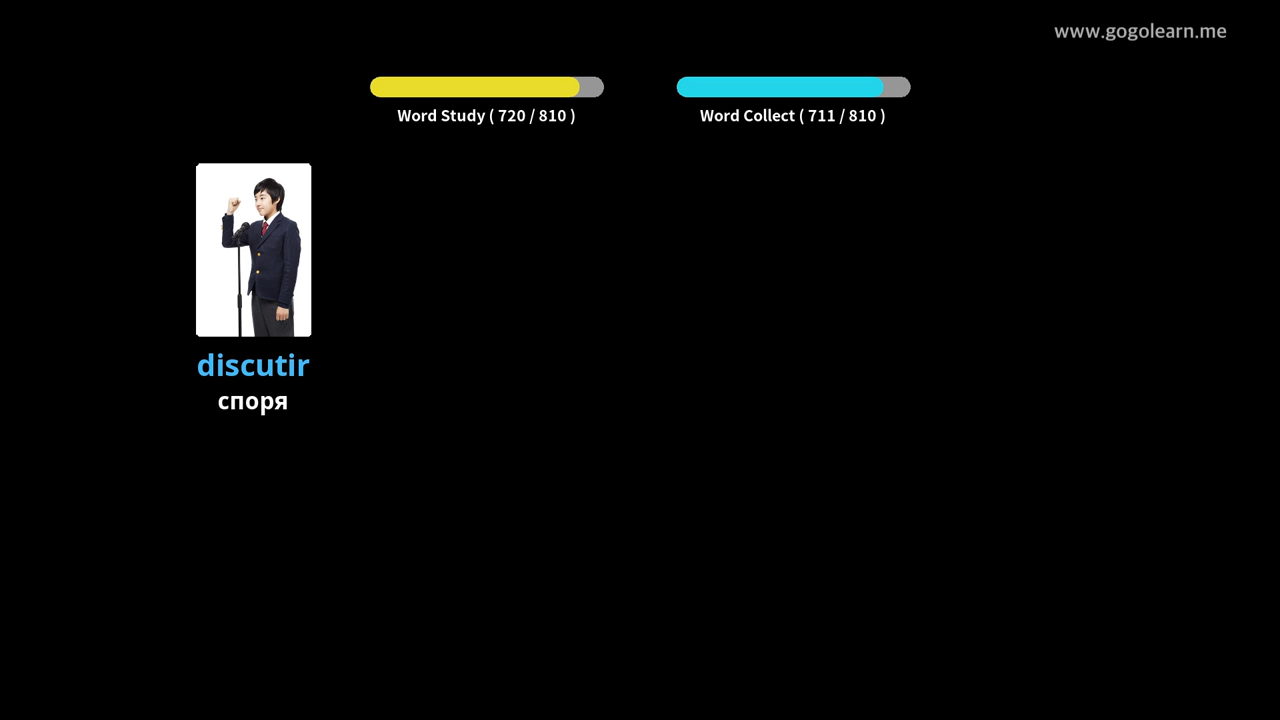 www.gogolearn.me
Word Study ( 720 / 810 )
Word Collect ( 711 / 810 )
discutir
споря